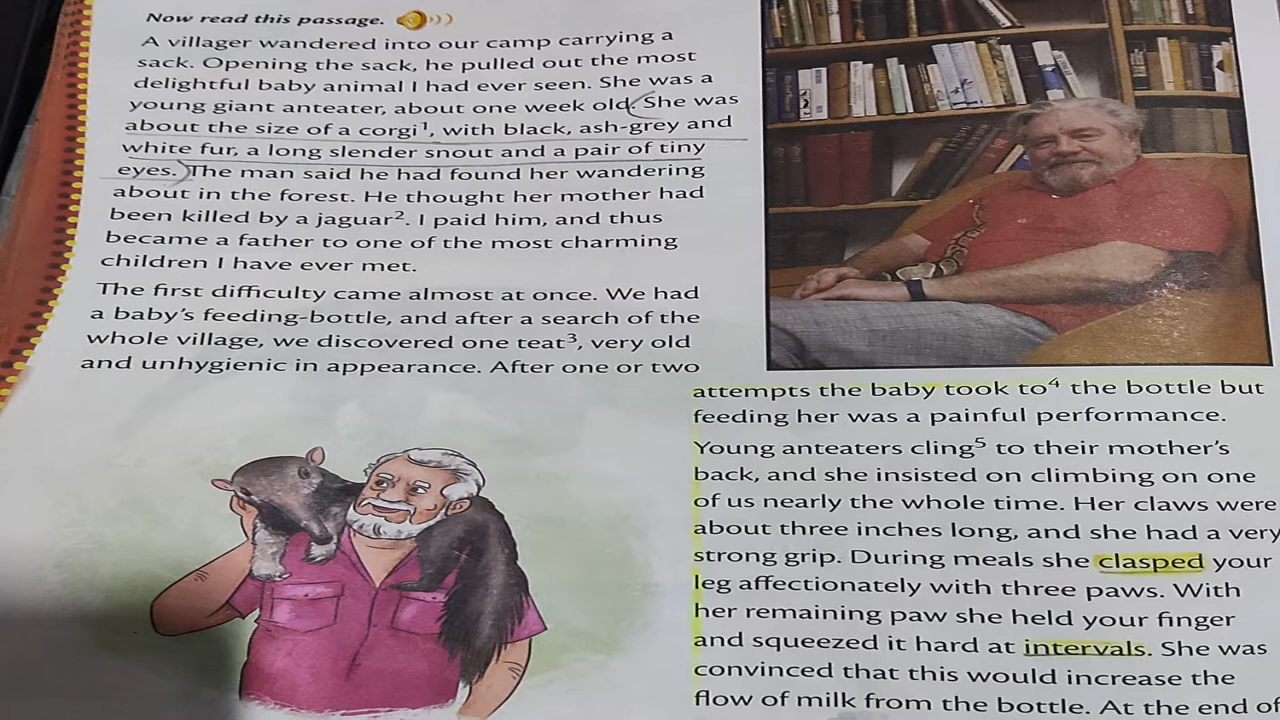 Now read this passage.
A villager wandered into our camp carrying a
sack. Opening the sack, he pulled out the most
delightful baby animal I had ever seen. She was a
young giant anteater, about one week old. She was
about the size of a corgi¹, with black, ash-grey and
white fur, a long slender snout and a pair of tiny
eyes. The man said he had found her wandering
about in the forest. He thought her mother had
been killed by a jaguar². I paid him, and thus
became a father to one of the most charming
children I have ever met.
The first difficulty came almost at once. We had
a baby's feeding-bottle, and after a search of the
whole village, we discovered one teat³, very old
and unhygienic in appearance. After one or two
attempts the baby took to⁴ the bottle but
feeding her was a painful performance.
Young anteaters cling⁵ to their mother's
back, and she insisted on climbing on one
of us nearly the whole time. Her claws were
about three inches long, and she had a very
strong grip. During meals she clasped your
leg affectionately with three paws. With
her remaining paw she held your finger
and squeezed it hard at intervals. She was
convinced that this would increase the
flow of milk from the bottle. At the end of